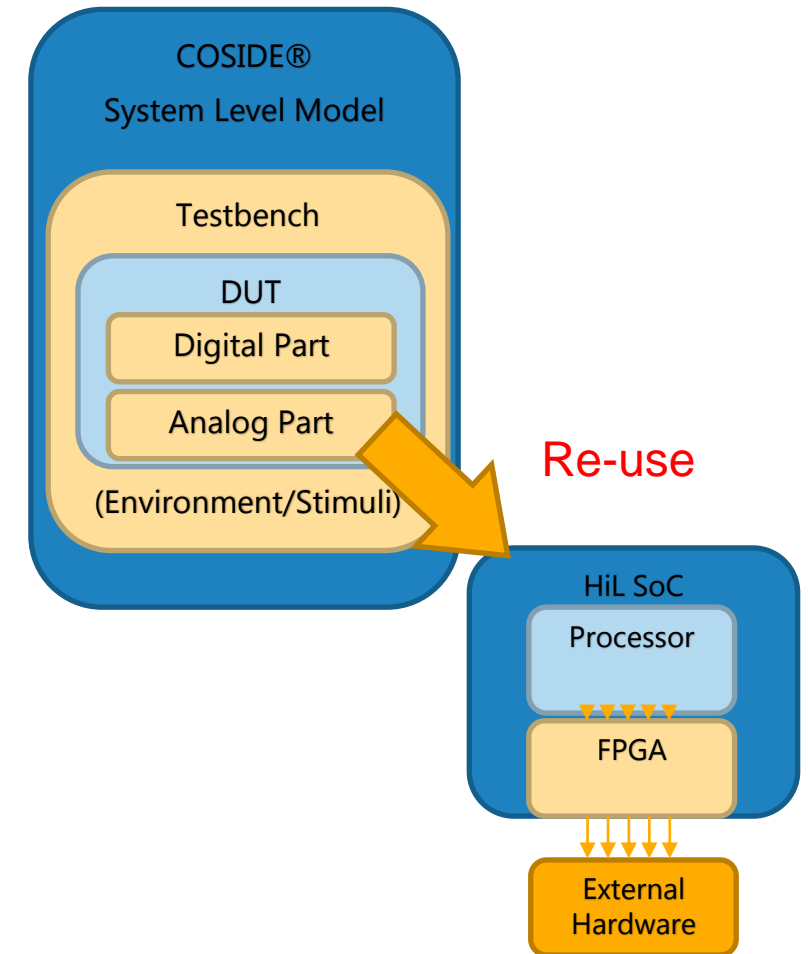 COSIDE®
System Level Model
Testbench
DUT
Digital Part
Analog Part
(Environment/Stimuli)
Re-use
HiL SoC
Processor
FPGA
External
Hardware